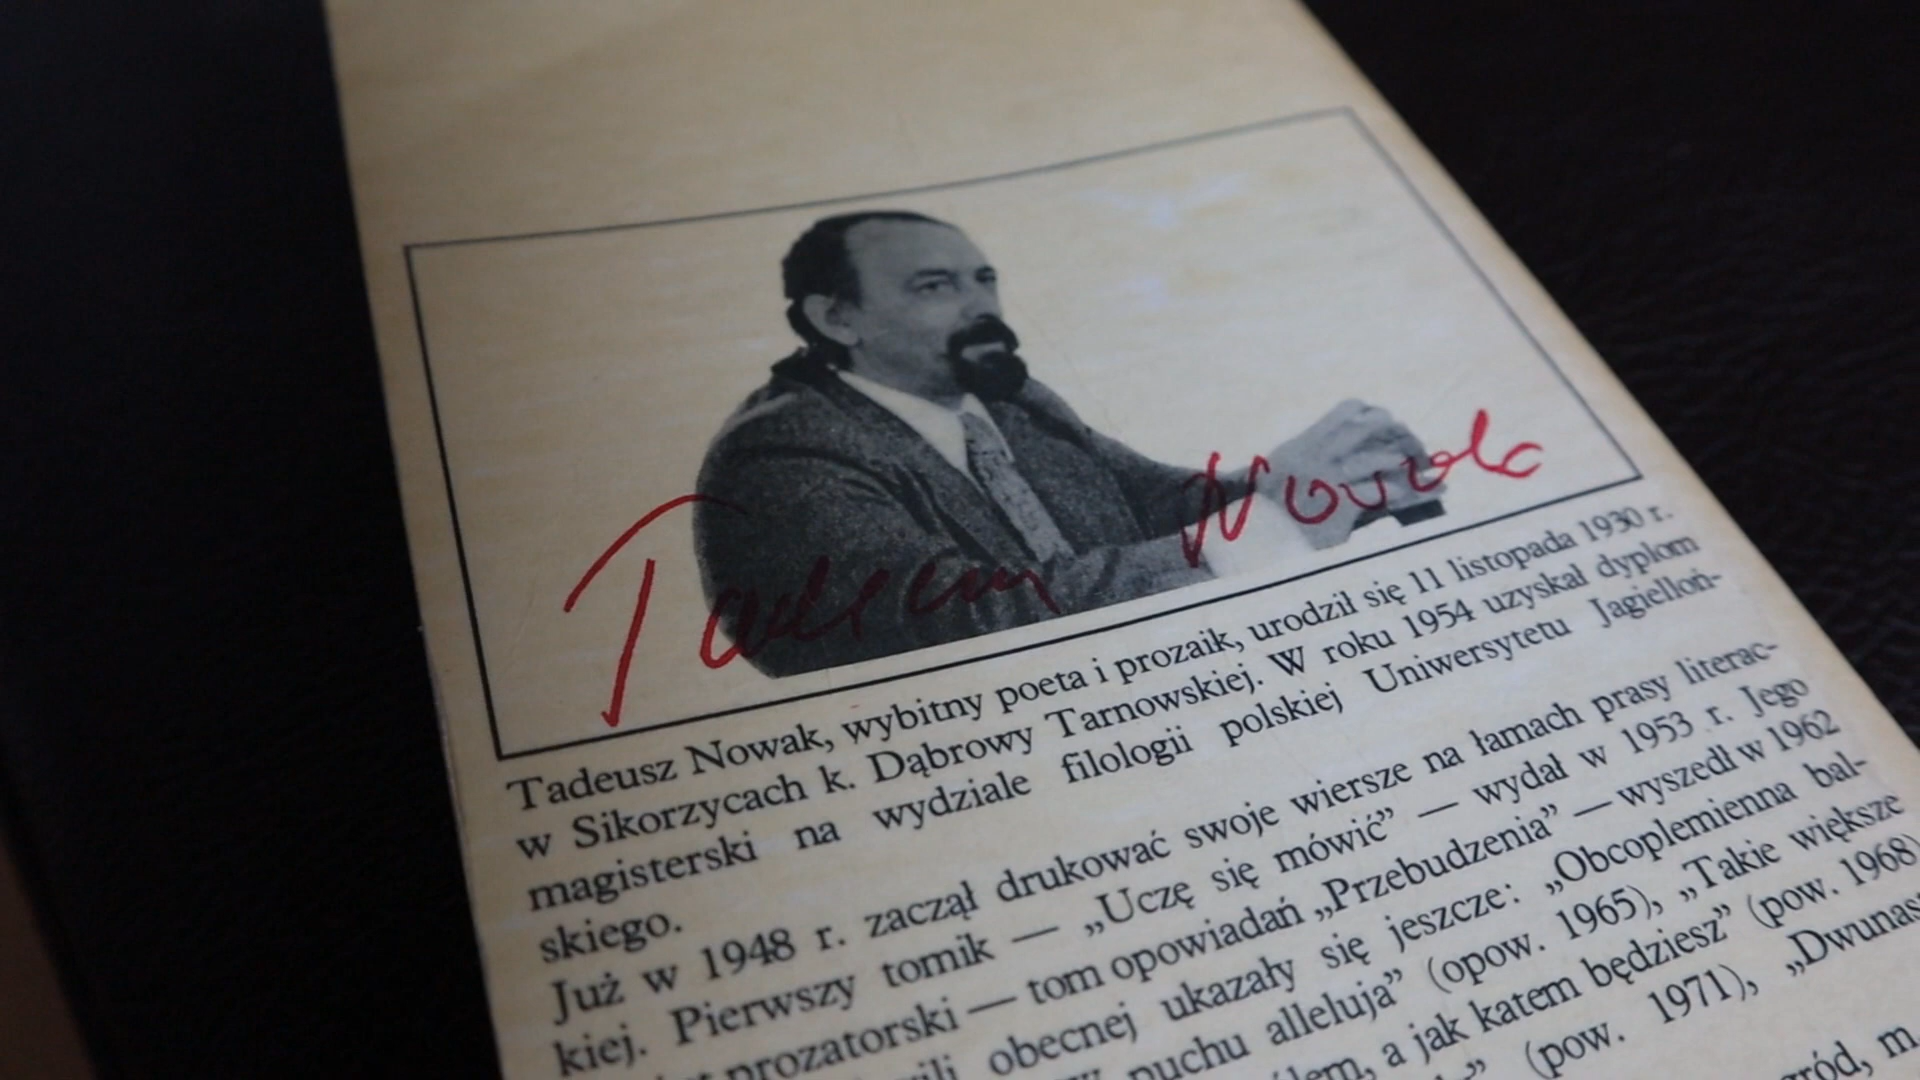 Tadeusz Nowak
Tadeusz Nowak, wybitny poeta i prozaik, urodził się 11 listopada 1930 r.
w Sikorzycach k. Dąbrowy Tarnowskiej. W roku 1954 uzyskał dyplom
magisterski na wydziale filologii polskiej Uniwersytetu Jagielloń-
skiego.
Już w 1948 r. zaczął drukować swoje wiersze na łamach prasy literac-
kiej. Pierwszy tomik — „Uczę się mówić” — wydał w 1953 r. Jego
prozatorski — tom opowiadań „Przebudzenia” — wyszedł w 1962
obecnej ukazały się jeszcze: „Obcoplemienna bal-
puchu alleluja” (opow. 1965), „Takie większe
a jak katem będziesz” (pow. 1968)
(pow. 1971), „Dwunas